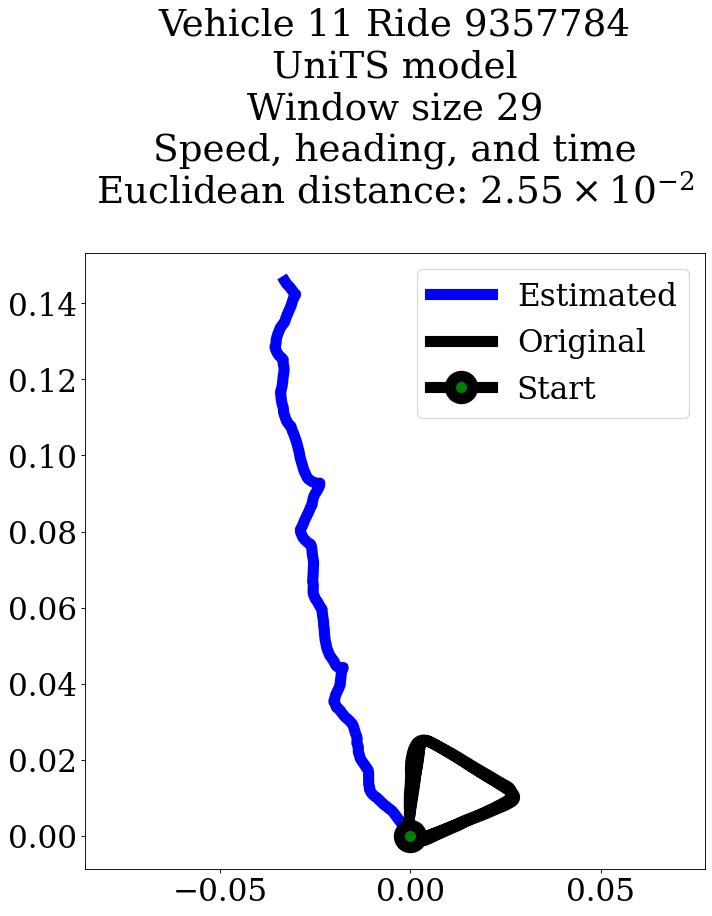 Vehicle 11 Ride 9357784
UniTS model
Window size 29
Speed, heading, and time
Euclidean distance: 2.55 × 10⁻²
Estimated
Original
Start
0.14
0.12
0.10
0.08
0.06
0.04
0.02
0.00
−0.05 0.00 0.05